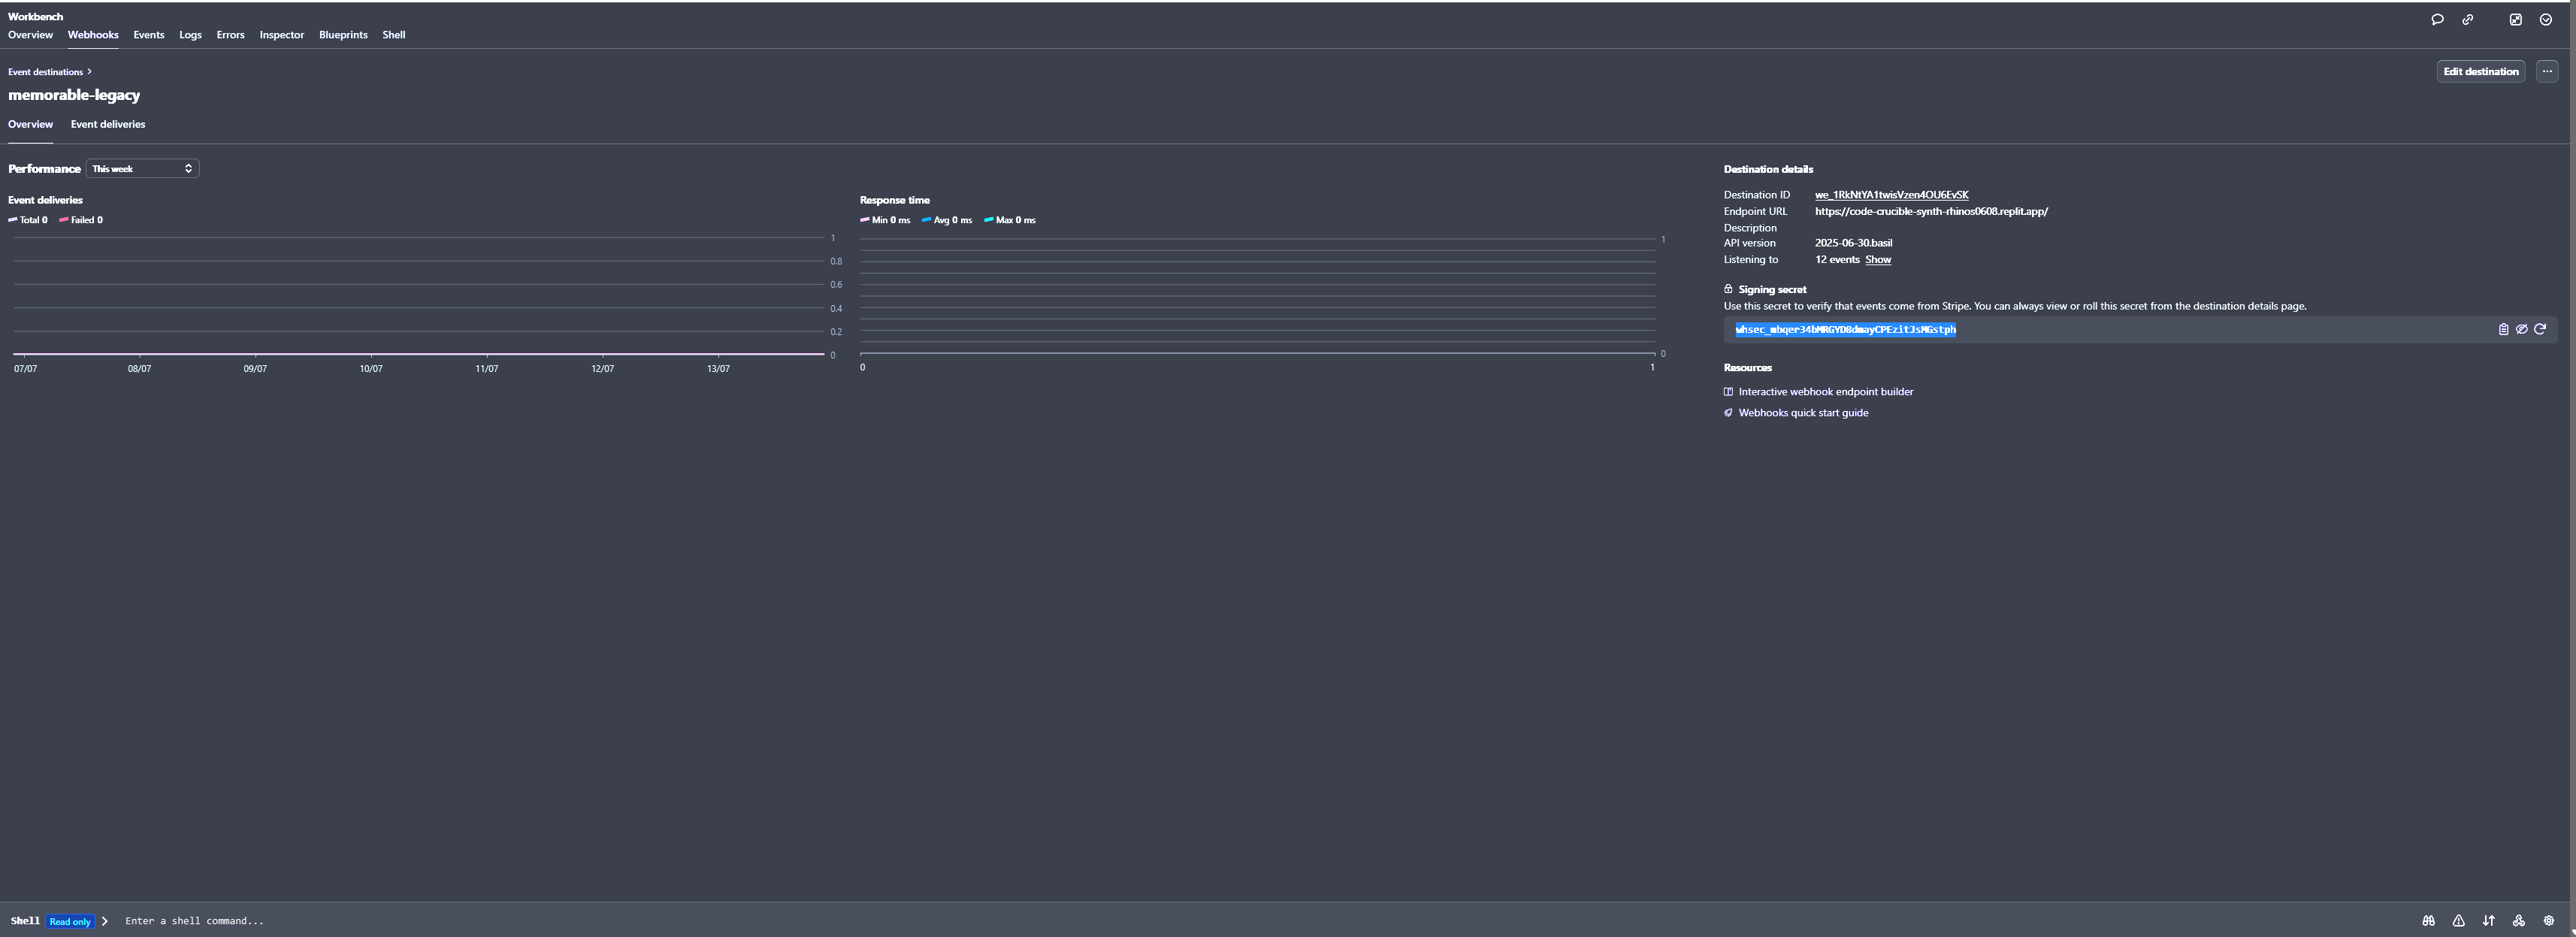 Workbench
Overview Webhooks Events Logs Errors Inspector Blueprints Shell
Event destinations
Edit destination
memorable-legacy
Overview Event deliveries
Performance This week
Event deliveries
Total 0 Failed 0
1
0.8
0.6
0.4
0.2
0
07/07 08/07 09/07 10/07 11/07 12/07 13/07
Response time
Min 0 ms Avg 0 ms Max 0 ms
1
0
0 1
Destination details
Destination ID we_1RkNtYA1twisVzen4OU6EvSK
Endpoint URL https://code-crucible-synth-rhinos0608.replit.app/
Description
API version 2025-06-30.basil
Listening to 12 events Show
Signing secret
Use this secret to verify that events come from Stripe. You can always view or roll this secret from the destination details page.
whsec_mbqer34bMRGYD8dmayCPEzitJsMGstph
Resources
Interactive webhook endpoint builder
Webhooks quick start guide
Shell Read only Enter a shell command...